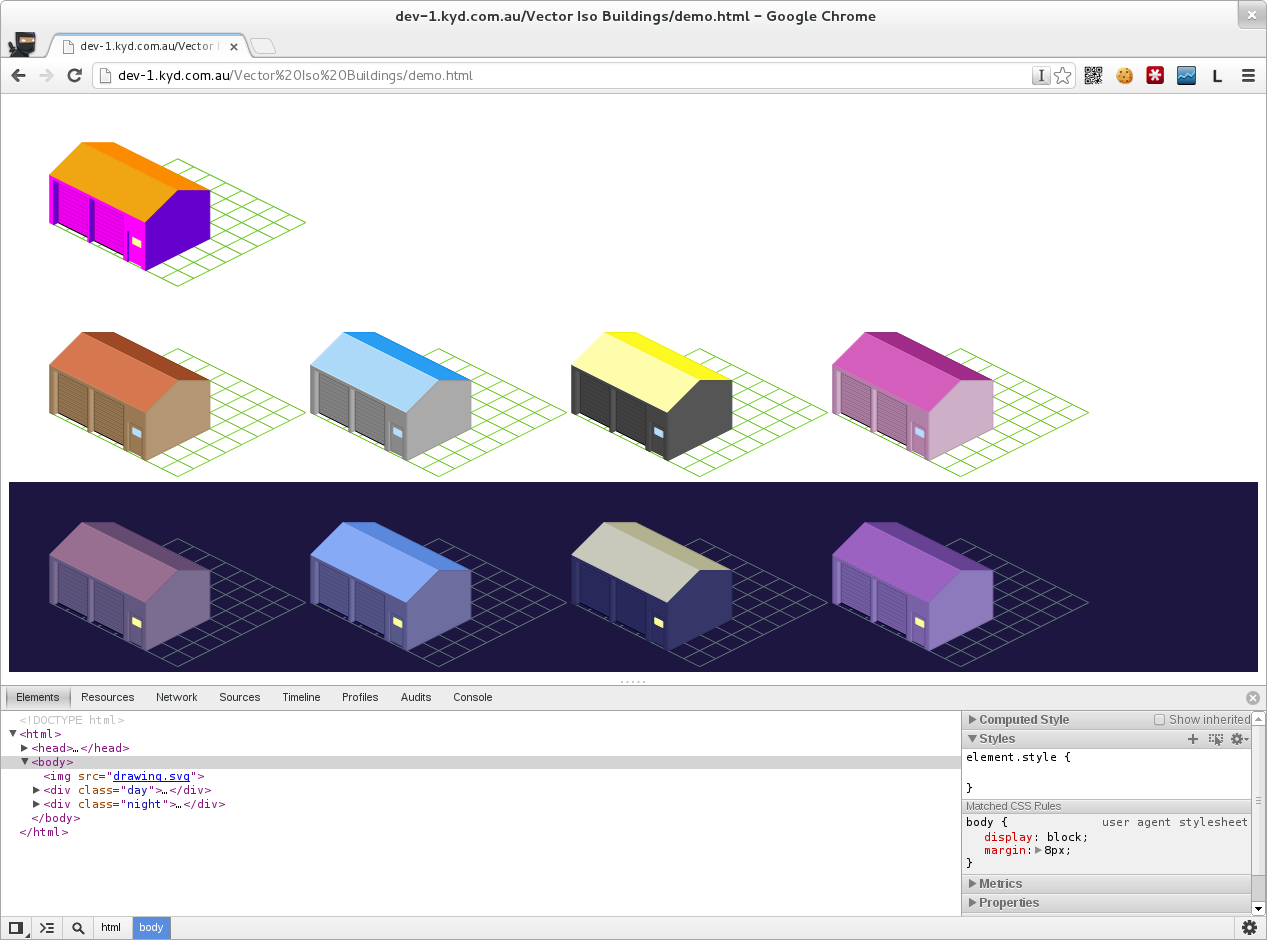 dev-1.kyd.com.au/Vector Iso Buildings/demo.html - Google Chrome
dev-1.kyd.com.au/Vector I
dev-1.kyd.com.au/Vector%20Iso%20Buildings/demo.html
I
L
Elements Resources Network Sources Timeline Profiles Audits Console
<!DOCTYPE html>
<html>
<head>…</head>
<body>
<img src="drawing.svg">
<div class="day">…</div>
<div class="night">…</div>
</body>
</html>
Computed Style Show inherited
Styles
element.style {
}
Matched CSS Rules
body { user agent stylesheet
display: block;
margin: 8px;
}
Metrics
Properties
html body